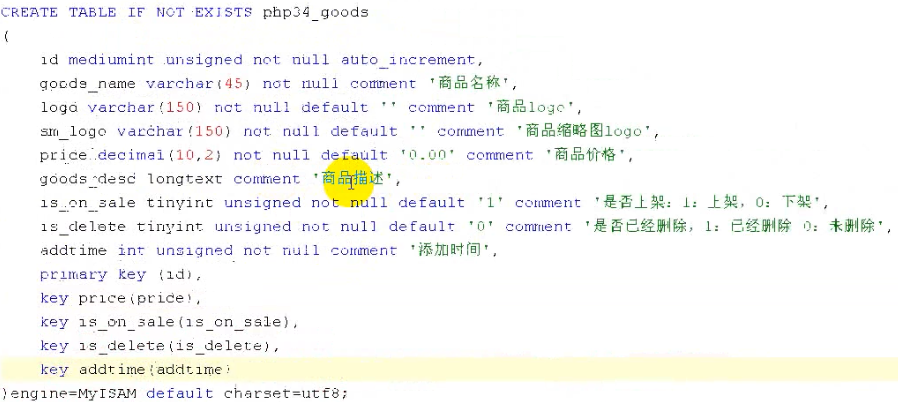 CREATE TABLE IF NOT EXISTS php34_goods
(
id mediumint unsigned not null auto_increment,
goods_name varchar(45) not null comment '商品名称',
logo varchar(150) not null default '' comment '商品logo',
sm_logo varchar(150) not null default '' comment '商品缩略图logo',
price decimal(10,2) not null default '0.00' comment '商品价格',
goods_desc longtext comment '商品描述',
is_on_sale tinyint unsigned not null default '1' comment '是否上架：1：上架，0：下架',
is_delete tinyint unsigned not null default '0' comment '是否已经删除，1：已经删除 0：未删除',
addtime int unsigned not null comment '添加时间',
primary key (id),
key price(price),
key is_on_sale(is_on_sale),
key is_delete(is_delete),
key addtime(addtime)
)engine=MyISAM default charset=utf8;